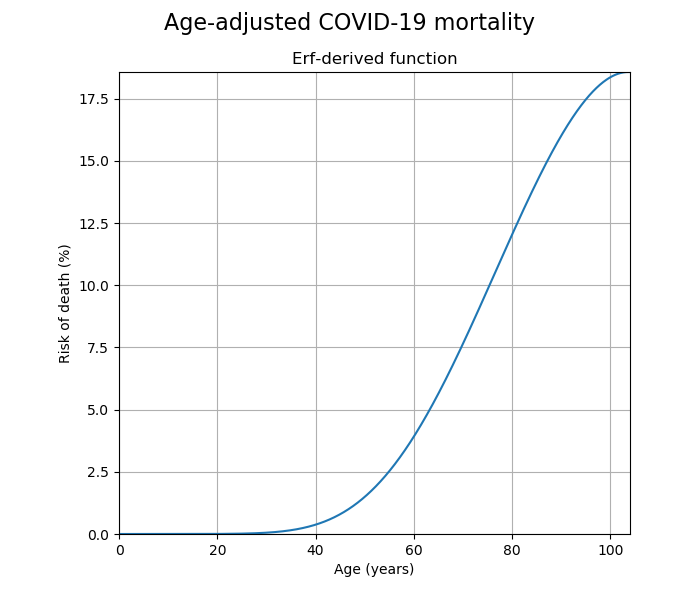 Age-adjusted COVID-19 mortality
Erf-derived function
17.5
15.0
12.5
10.0
7.5
5.0
2.5
0.0
Risk of death (%)
0 20 40 60 80 100
Age (years)